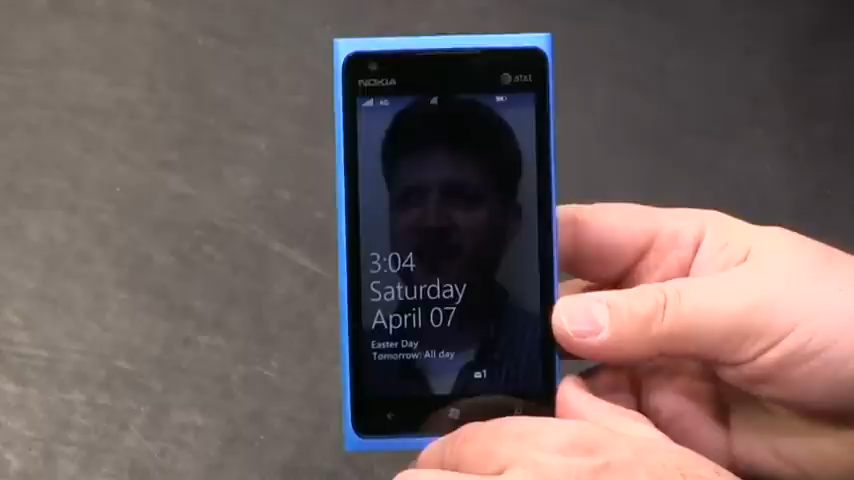 NOKIA AT&T
4G
3:04
Saturday
April 07
Easter Day
Tomorrow: All day
1